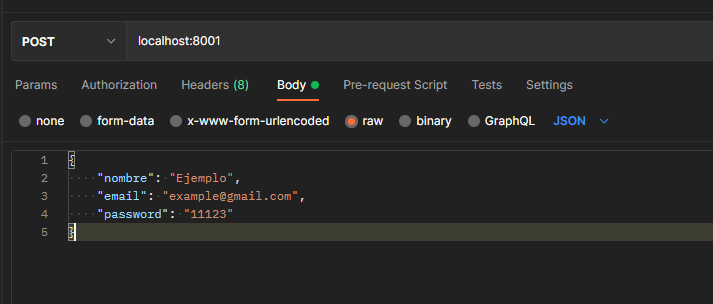 POST localhost:8001
Params Authorization Headers (8) Body Pre-request Script Tests Settings
none form-data x-www-form-urlencoded raw binary GraphQL JSON
1 {
2 "nombre": "Ejemplo",
3 "email": "example@gmail.com",
4 "password": "11123"
5 }